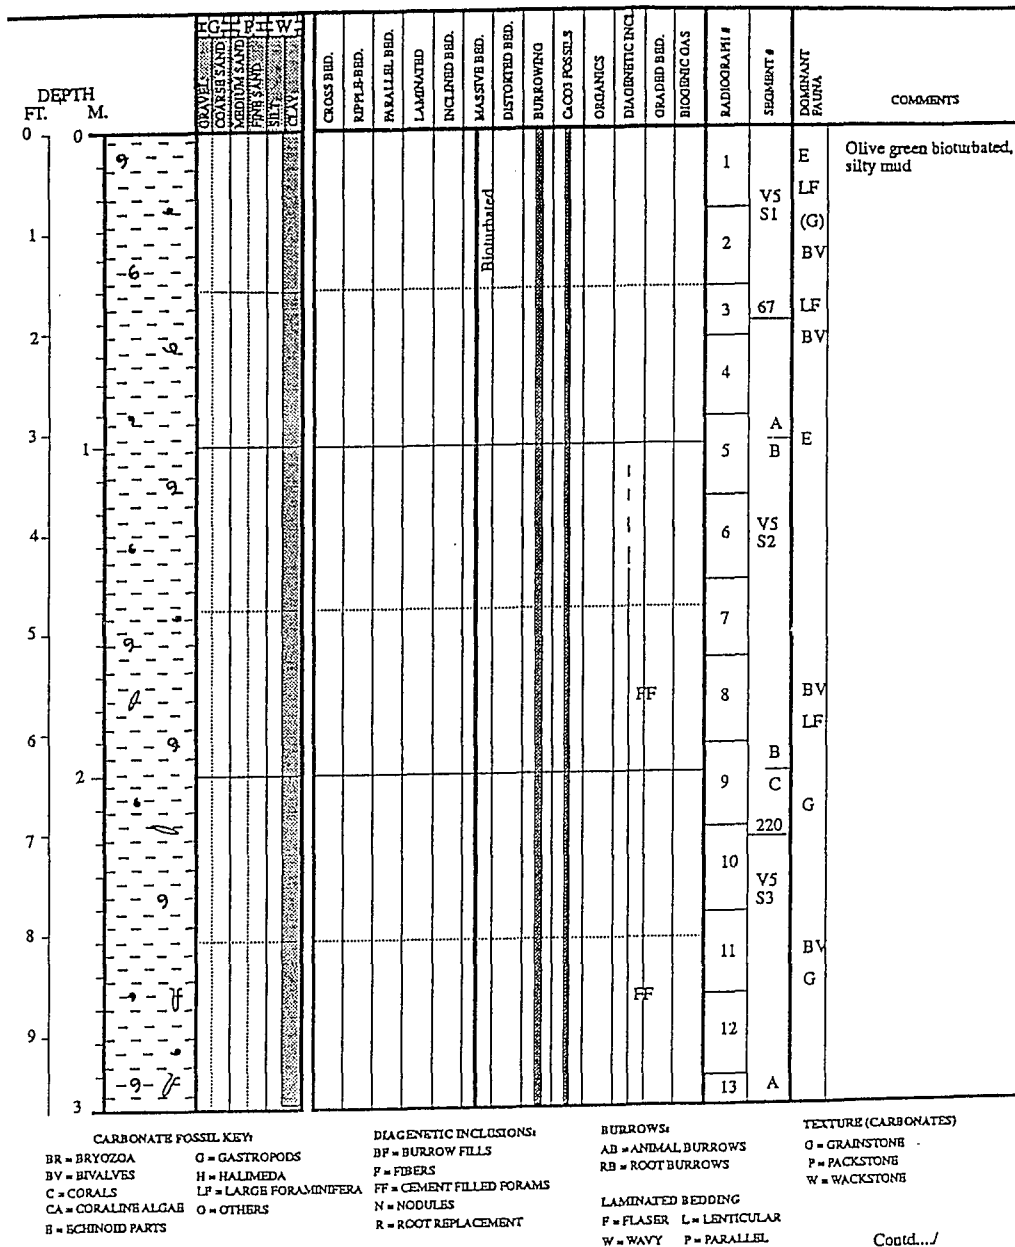 G P W
GRAVEL
COARSE SAND
MEDIUM SAND
FINE SAND
SILT
CLAY
CROSS BED.
RIPPLE-BED.
PARALLEL BED.
LAMINATED
INCLINED BED.
MASSIVE BED.
DISTORTED BED.
BURROWING
CACO3 FOSSILS
ORGANICS
DIAGENETIC INCL
GRADED BED.
BIOGENIC GAS
RADIOGRAPH #
SEGMENT #
DOMINANT
FAUNA
COMMENTS
DEPTH
FT. M.
0 0
1
2
3
1
4
5
6
2
7
8
9
3
Bioturbated
FF
FF
1
2
3
4
5
6
7
8
9
10
11
12
13
V5
S1
67
A
B
V5
S2
B
C
220
V5
S3
A
E
LF
(G)
BV
LF
BV
E
BV
LF
G
BV
G
Olive green bioturbated,
silty mud
CARBONATE FOSSIL KEY:
BR = BRYOZOA G = GASTROPODS
BV = BIVALVES H = HALIMEDA
C = CORALS LF = LARGE FORAMINIFERA
CA = CORALINE ALGAE O = OTHERS
E = ECHINOID PARTS
DIAGENETIC INCLUSIONS:
BF = BURROW FILLS
F = FIBERS
FF = CEMENT FILLED FORAMS
N = NODULES
R = ROOT REPLACEMENT
BURROWS:
AB = ANIMAL BURROWS
RB = ROOT BURROWS
LAMINATED BEDDING
F = FLASER L = LENTICULAR
W = WAVY P = PARALLEL
TEXTURE (CARBONATES)
G = GRAINSTONE
P = PACKSTONE
W = WACKSTONE
Contd..../